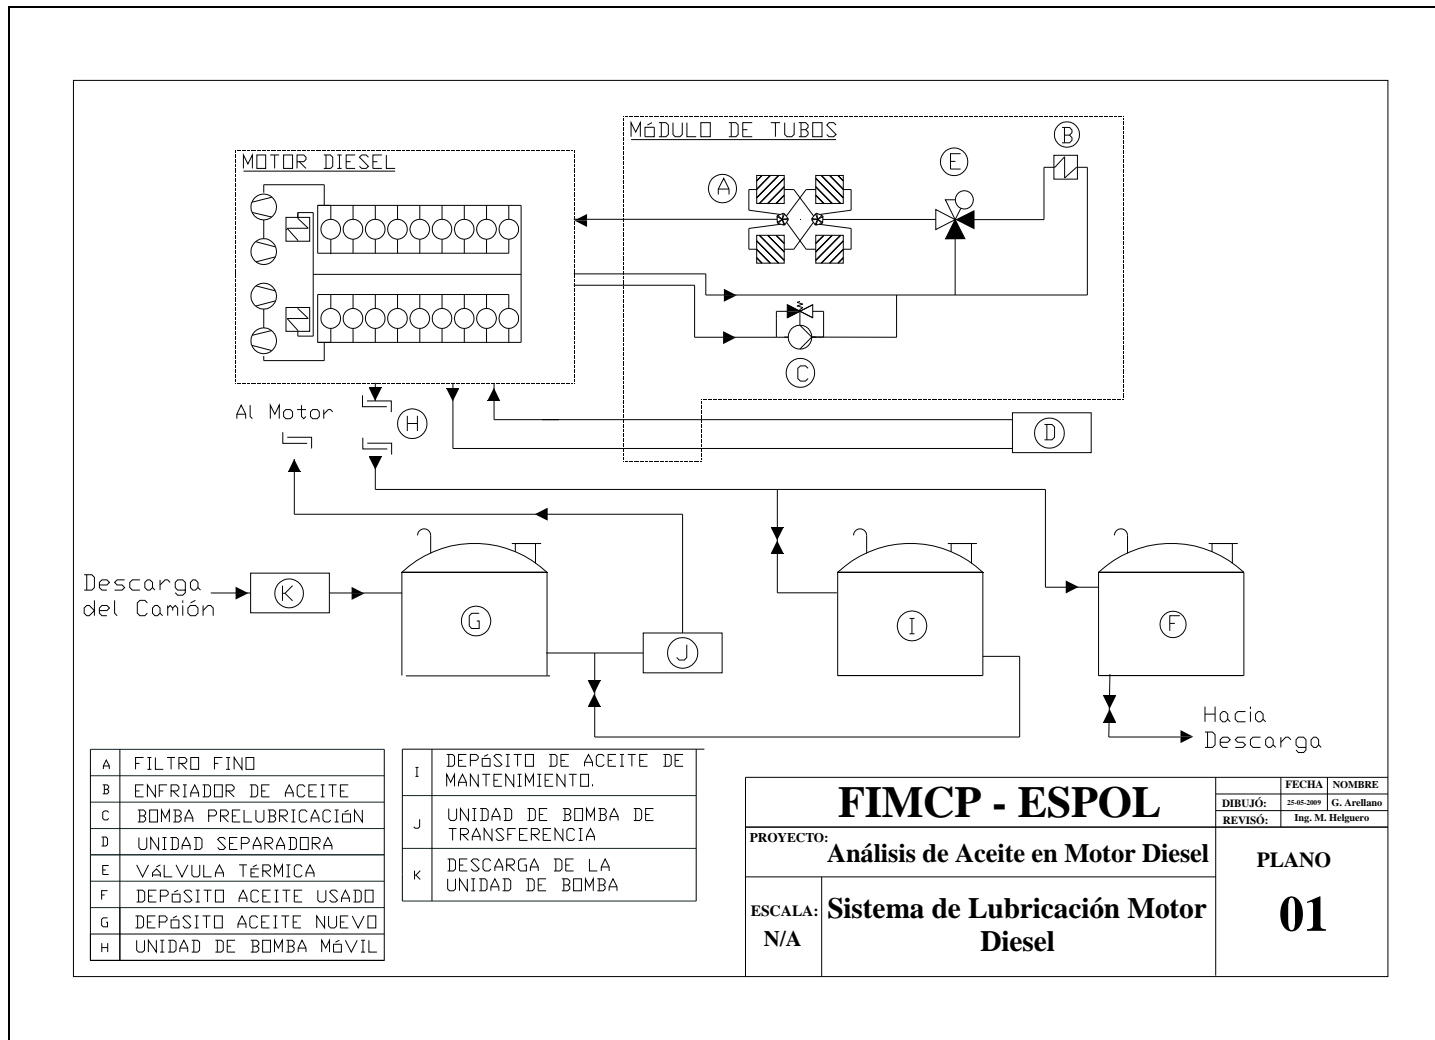 MóDULO DE TUBOS
B
MOTOR DIESEL
E
A
C
Al Motor
H
D
Descarga
del Camión
K
G
J
I
F
Hacia
Descarga
A FILTRO FINO
B ENFRIADOR DE ACEITE
C BOMBA PRELUBRICACIóN
D UNIDAD SEPARADORA
E VáLVULA TéRMICA
F DEPóSITO ACEITE USADO
G DEPóSITO ACEITE NUEVO
H UNIDAD DE BOMBA MóVIL
I DEPóSITO DE ACEITE DE
MANTENIMIENTO.
J UNIDAD DE BOMBA DE
TRANSFERENCIA
K DESCARGA DE LA
UNIDAD DE BOMBA
FIMCP - ESPOL
FECHA NOMBRE
DIBUJÓ: 25-05-2009 G. Arellano
REVISÓ: Ing. M. Helguero
PROYECTO:
Análisis de Aceite en Motor Diesel
ESCALA:
N/A
Sistema de Lubricación Motor
Diesel
PLANO
01